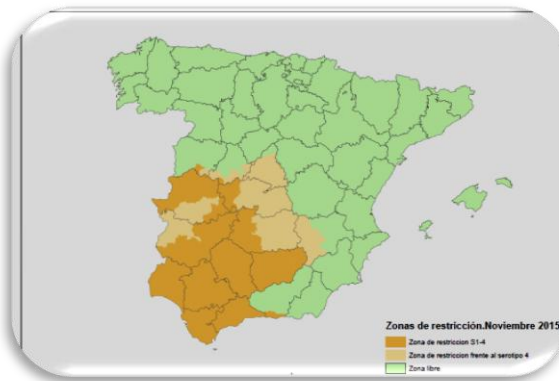 Zonas de restricción.Noviembre 2015
Zona de restriccion S1-4
Zona de restriccion frente al serotipo 4
Zona libre